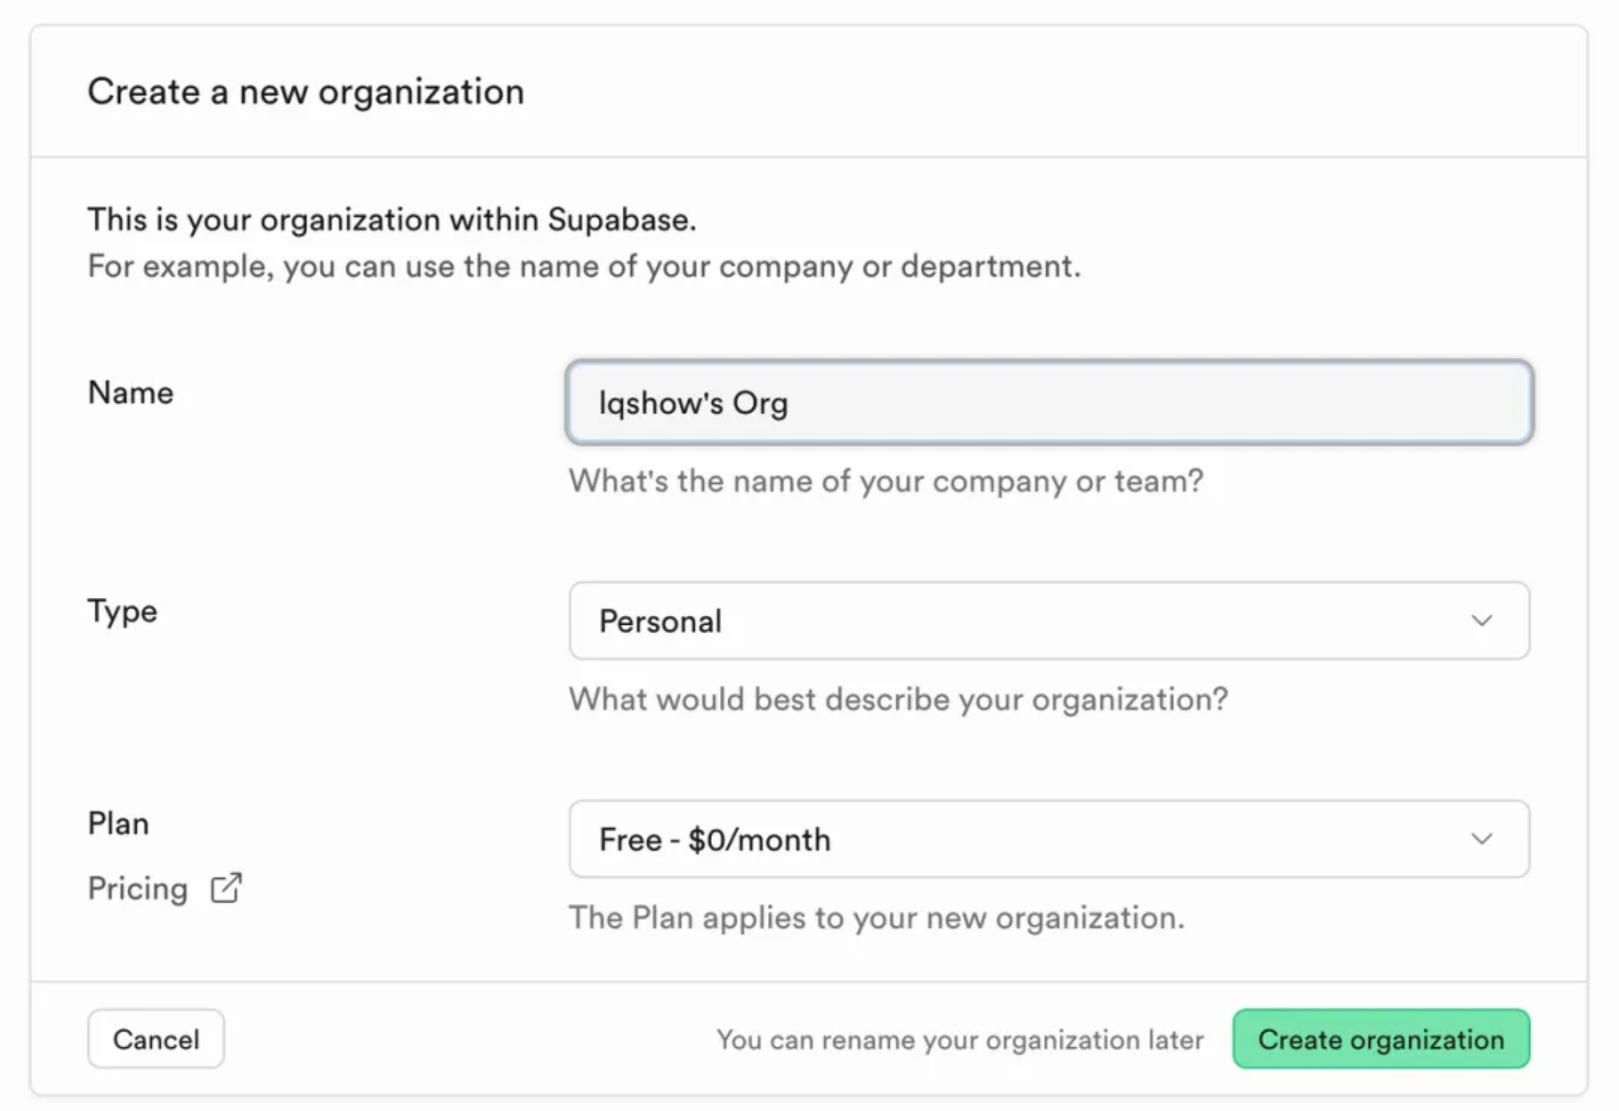 Create a new organization
This is your organization within Supabase.
For example, you can use the name of your company or department.
Name
lqshow's Org
What's the name of your company or team?
Type
Personal
What would best describe your organization?
Plan
Pricing
Free - $0/month
The Plan applies to your new organization.
Cancel
You can rename your organization later
Create organization